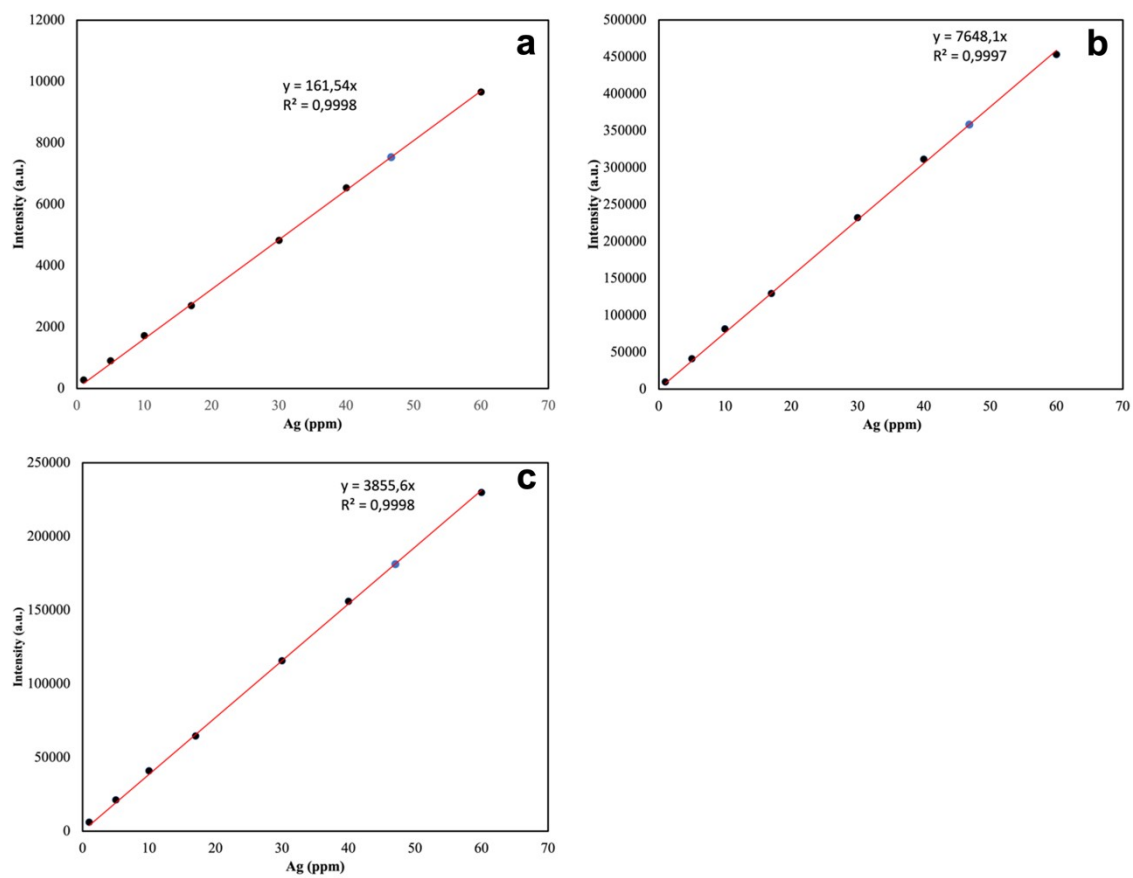 a
y = 161,54x
R² = 0,9998
12000
10000
8000
6000
4000
2000
0
Intensity (a.u.)
0 10 20 30 40 50 60 70
Ag (ppm)
b
y = 7648,1x
R² = 0,9997
500000
450000
400000
350000
300000
250000
200000
150000
100000
50000
0
Intensity (a.u.)
0 10 20 30 40 50 60 70
Ag (ppm)
c
y = 3855,6x
R² = 0,9998
250000
200000
150000
100000
50000
0
Intensity (a.u.)
0 10 20 30 40 50 60 70
Ag (ppm)